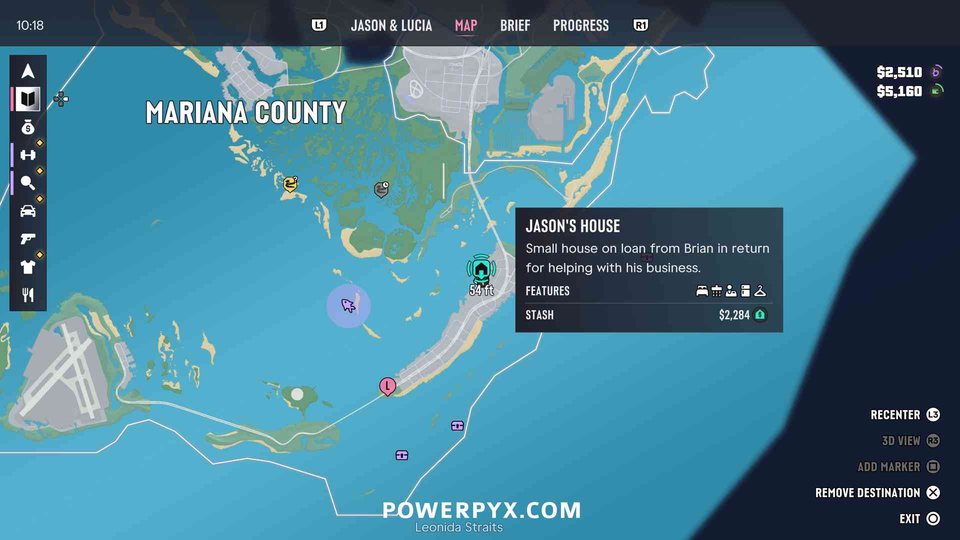 10:18
L1
JASON & LUCIA
MAP
BRIEF
PROGRESS
R1
$2,510
$5,160
MARIANA COUNTY
JASON'S HOUSE
Small house on loan from Brian in return
for helping with his business.
FEATURES
STASH $2,284
54 ft
L
RECENTER L3
3D VIEW R3
ADD MARKER
REMOVE DESTINATION
EXIT
POWERPYX.COM
Leonida Straits